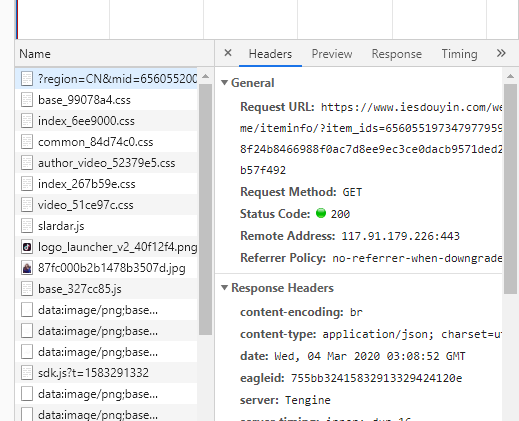 Name
?region=CN&mid=656055200
base_99078a4.css
index_6ee9000.css
common_84d74c0.css
author_video_52379e5.css
index_267b59e.css
video_51ce97c.css
slardar.js
logo_launcher_v2_40f12f4.png
87fc000b2b1478b3507d.jpg
base_327cc85.js
data:image/png;base...
data:image/png;base...
data:image/png;base...
sdk.js?t=1583291332
data:image/png;base...
data:image/png;base...
× Headers Preview Response Timing »
General
Request URL: https://www.iesdouyin.com/we
me/iteminfo/?item_ids=656055197347977959
8f24b8466988f0ac7d8ee9ec3ce0dacb9571ded2
b57f492
Request Method: GET
Status Code: 200
Remote Address: 117.91.179.226:443
Referrer Policy: no-referrer-when-downgrade
Response Headers
content-encoding: br
content-type: application/json; charset=ut
date: Wed, 04 Mar 2020 03:08:52 GMT
eagleid: 755bb32415832913329424120e
server: Tengine